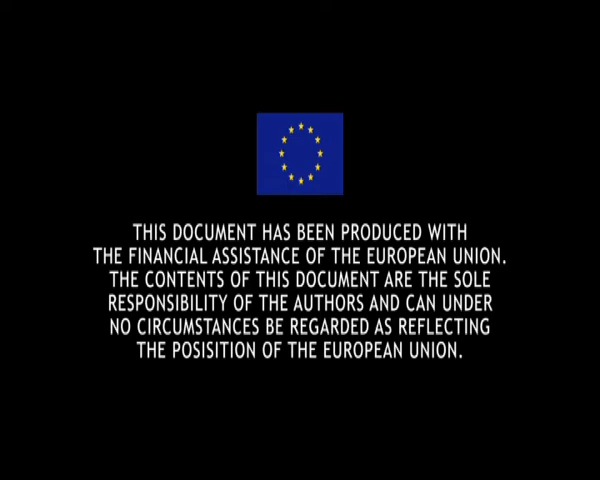 THIS DOCUMENT HAS BEEN PRODUCED WITH
THE FINANCIAL ASSISTANCE OF THE EUROPEAN UNION.
THE CONTENTS OF THIS DOCUMENT ARE THE SOLE
RESPONSIBILITY OF THE AUTHORS AND CAN UNDER
NO CIRCUMSTANCES BE REGARDED AS REFLECTING
THE POSISITION OF THE EUROPEAN UNION.